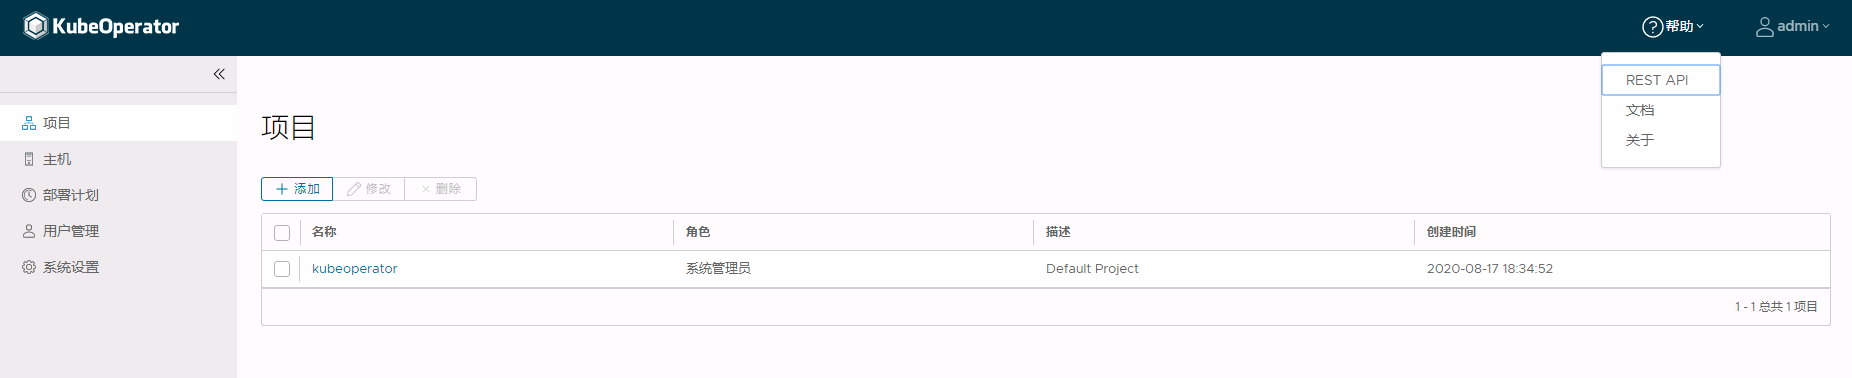 KubeOperator
帮助
admin
REST API
文档
关于
项目
主机
部署计划
用户管理
系统设置
项目
添加 修改 删除
名称 角色 描述 创建时间
kubeoperator 系统管理员 Default Project 2020-08-17 18:34:52
1 - 1 总共 1 项目